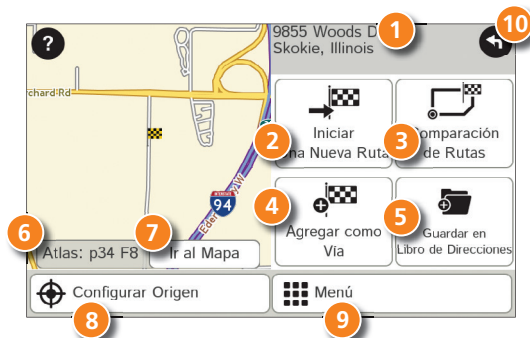 ?
9855 Woods D
Skokie, Illinois
1
10
chard Rd
INTERSTATE
94
2
Iniciar
na Nueva Ruta
3
omparación
de Rutas
4
Agregar como
Vía
5
Guardar en
Libro de Direcciones
6
Atlas: p34 F8
7
Ir al Mapa
Configurar Origen
8
Menú
9